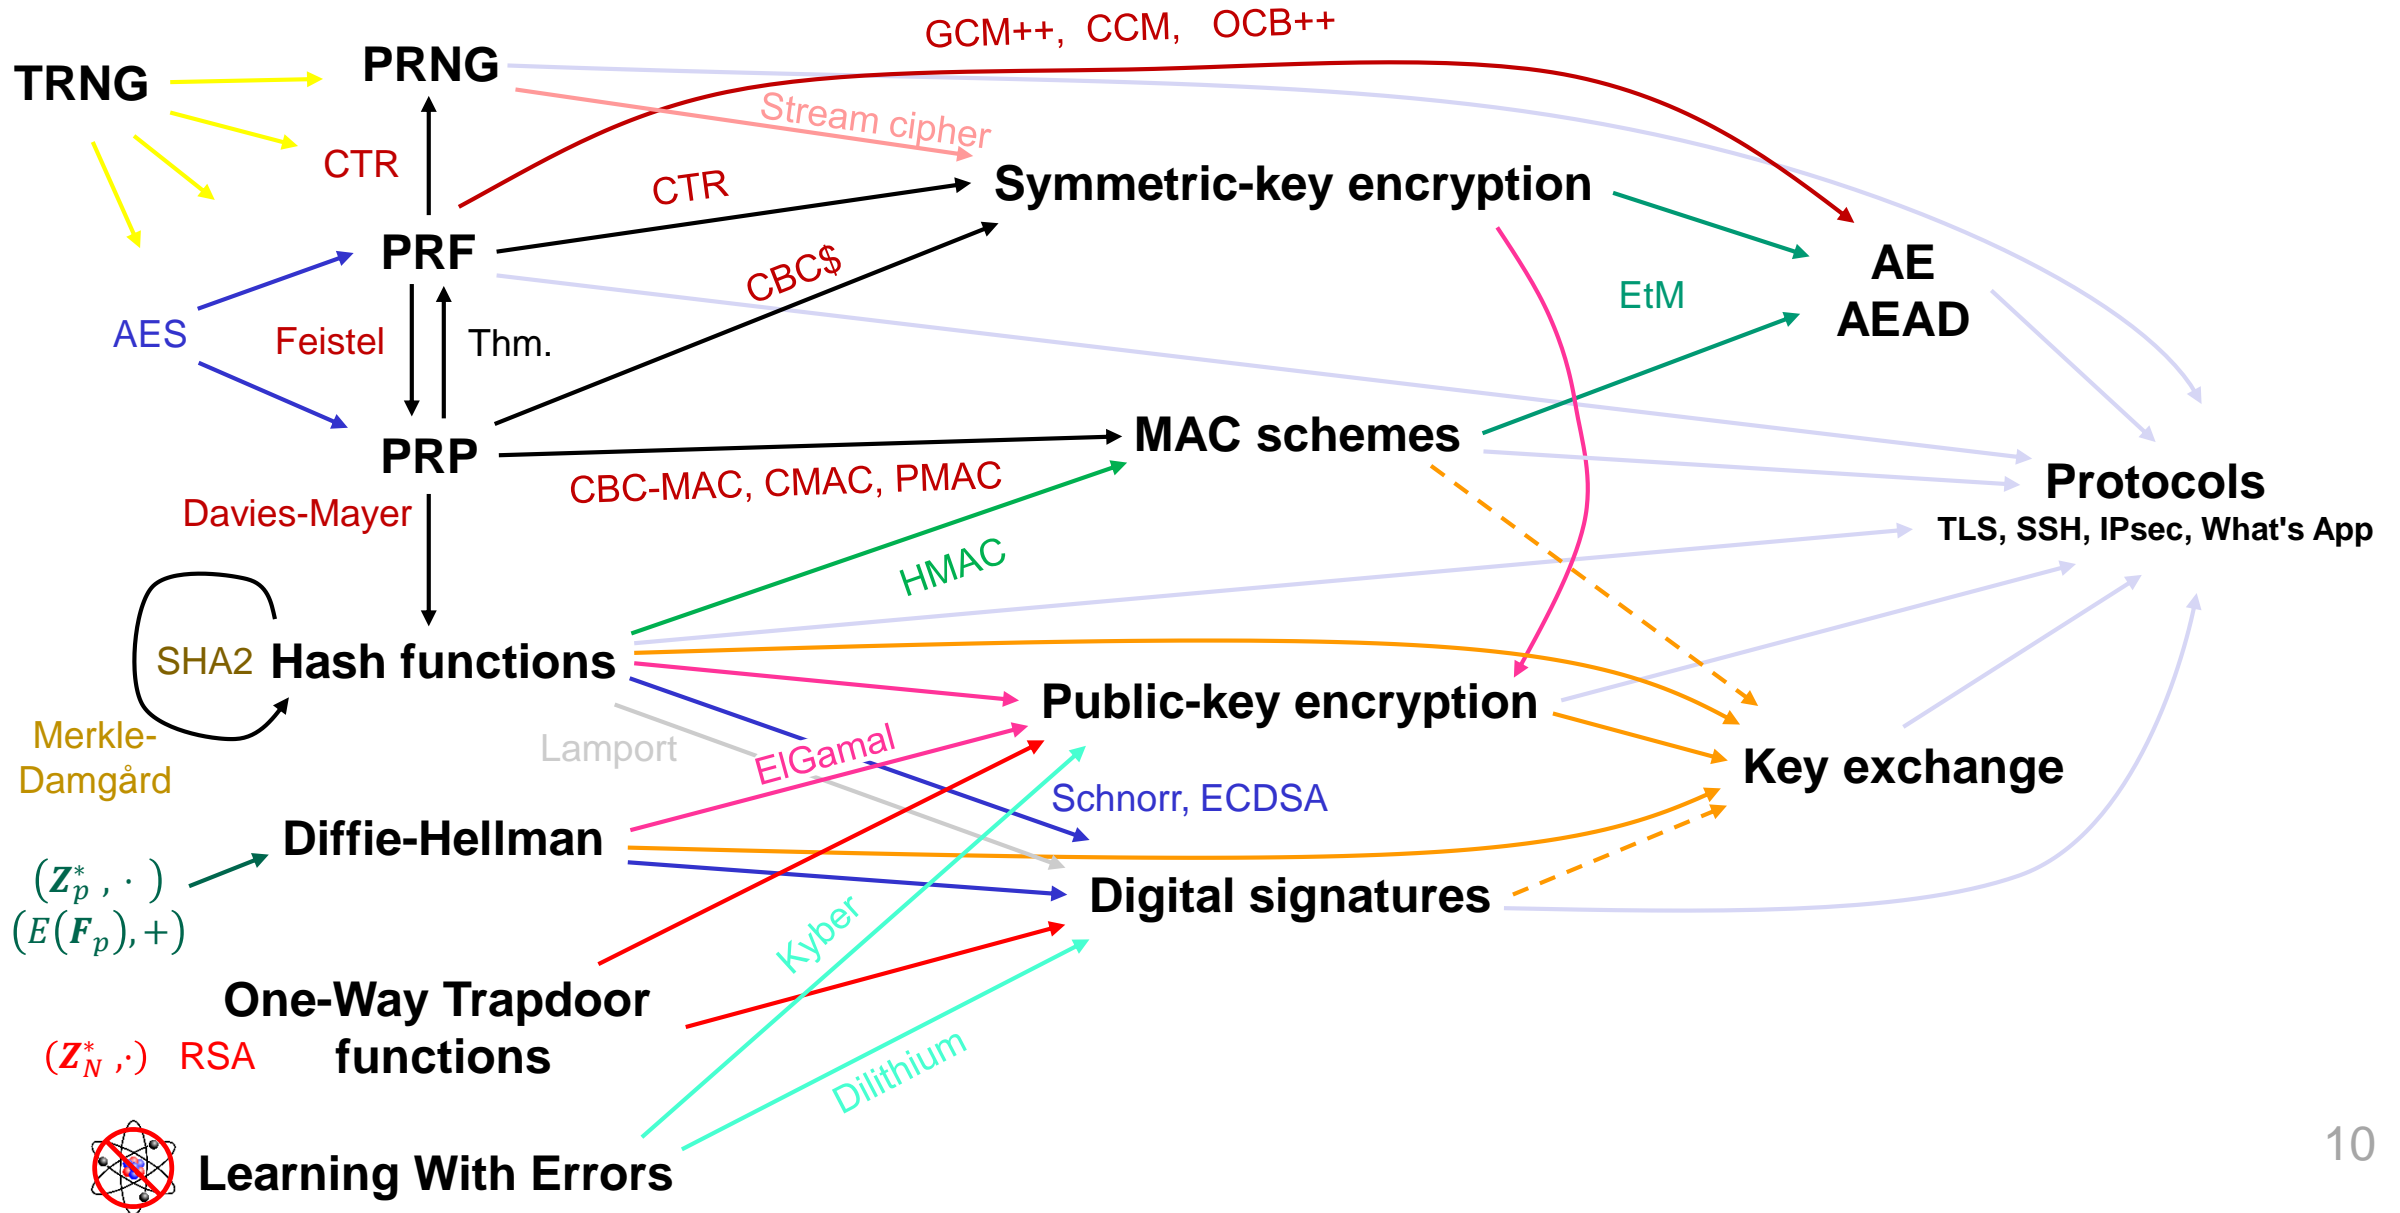 GCM++, CCM, OCB++
TRNG
PRNG
Stream cipher
CTR
CTR
Symmetric-key encryption
PRF
CBC$
AE
AEAD
EtM
AES
Feistel
Thm.
PRP
MAC schemes
CBC-MAC, CMAC, PMAC
Davies-Mayer
Protocols
TLS, SSH, IPsec, What's App
HMAC
SHA2
Hash functions
Public-key encryption
Merkle-
Damgård
Lamport
ElGamal
Key exchange
Schnorr, ECDSA
Diffie-Hellman
(Z*p , · )
(E(Fp),+)
Digital signatures
Kyber
One-Way Trapdoor
functions
(Z*N ,·) RSA
Dilithium
Learning With Errors
10